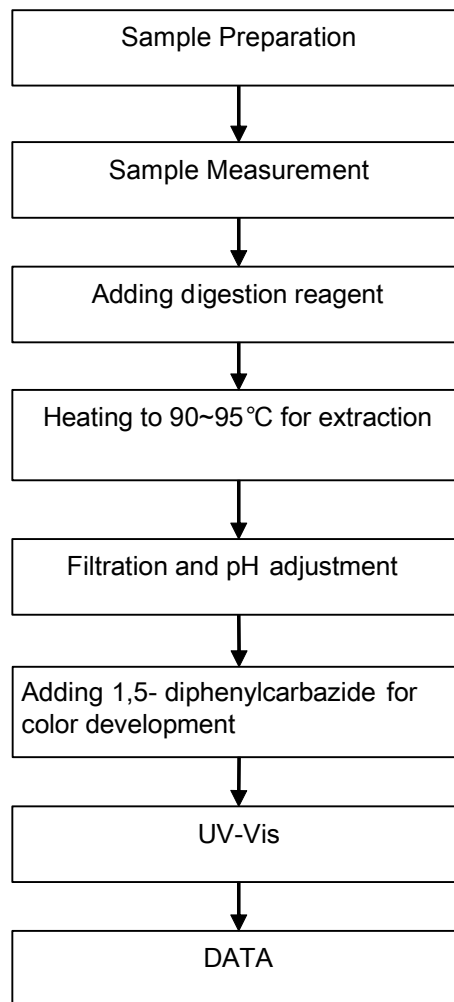 Sample Preparation
Sample Measurement
Adding digestion reagent
Heating to 90~95℃ for extraction
Filtration and pH adjustment
Adding 1,5- diphenylcarbazide for
color development
UV-Vis
DATA